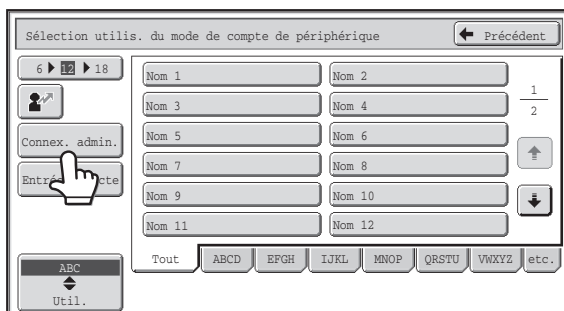 Sélection utilis. du mode de compte de périphérique
Précédent
6 12 18
Nom 1 Nom 2
1
2
Nom 3 Nom 4
Connex. admin.
Nom 5 Nom 6
Nom 7 Nom 8
Nom 9 Nom 10
Nom 11 Nom 12
Tout ABCD EFGH IJKL MNOP QRSTU VWXYZ etc.
ABC
Util.